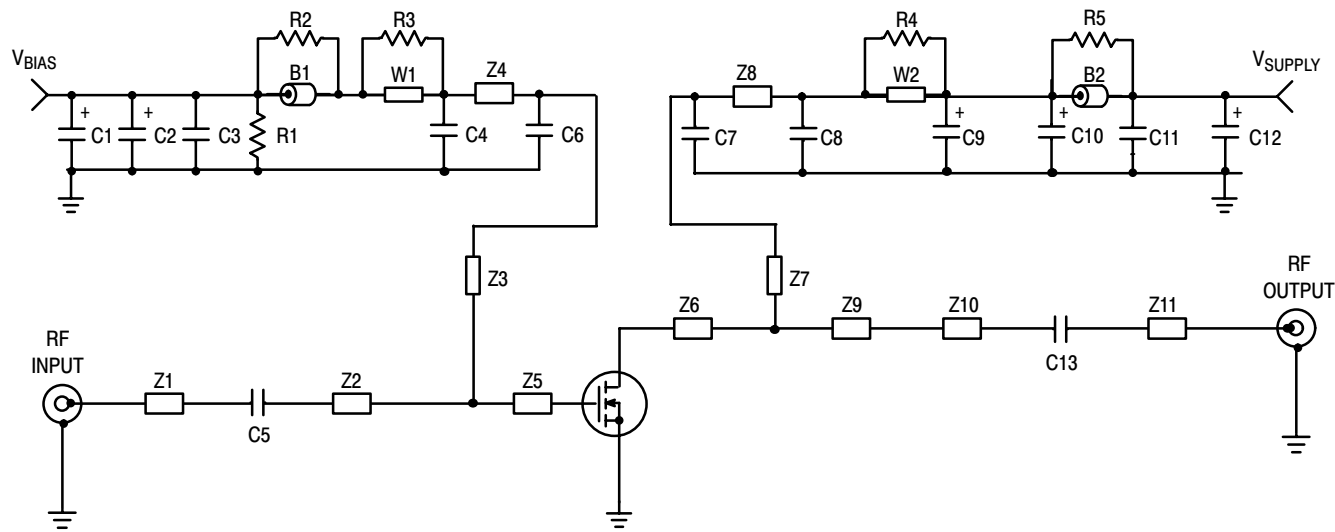 R2
R3
R4
R5
VBIAS
B1
W1
Z4
Z8
W2
B2
VSUPPLY
+
+
+
+
+
C1
C2
C3
R1
C4
C6
C7
C8
C9
C10
C11
C12
Z3
Z7
RF
OUTPUT
Z6
Z9
Z10
Z11
C13
RF
INPUT
Z1
Z2
Z5
C5